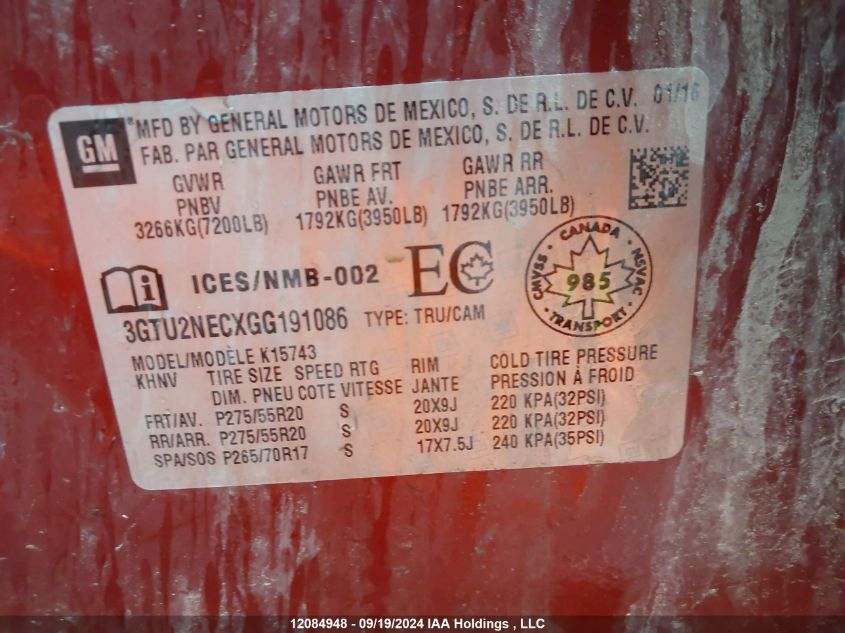 GM
MFD BY GENERAL MOTORS DE MEXICO, S. DE R.L. DE C.V. 01/16
FAB. PAR GENERAL MOTORS DE MEXICO, S. DE R.L. DE C.V.
GVWR GAWR FRT GAWR RR
PNBV PNBE AV. PNBE ARR.
3266KG(7200LB) 1792KG(3950LB) 1792KG(3950LB)
ICES/NMB-002 EC
CANADA
CMVSS 985 NSVAC
TRANSPORT
3GTU2NECXGG191086 TYPE: TRU/CAM
MODEL/MODÈLE K15743
KHNV TIRE SIZE SPEED RTG RIM COLD TIRE PRESSURE
DIM. PNEU COTE VITESSE JANTE PRESSION À FROID
FRT/AV. P275/55R20 S 20X9J 220 KPA(32PSI)
RR/ARR. P275/55R20 S 20X9J 220 KPA(32PSI)
SPA/SOS P265/70R17 S 17X7.5J 240 KPA(35PSI)
12084948 - 09/19/2024 IAA Holdings , LLC